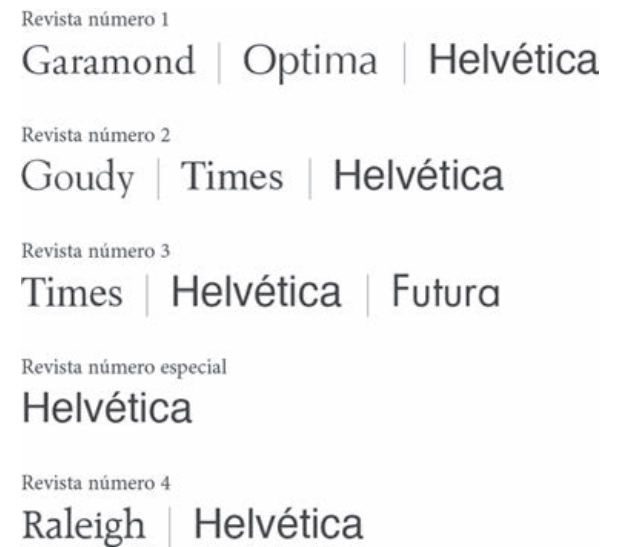 Revista número 1
Garamond | Optima | Helvética
Revista número 2
Goudy | Times | Helvética
Revista número 3
Times | Helvética | Futura
Revista número especial
Helvética
Revista número 4
Raleigh | Helvética